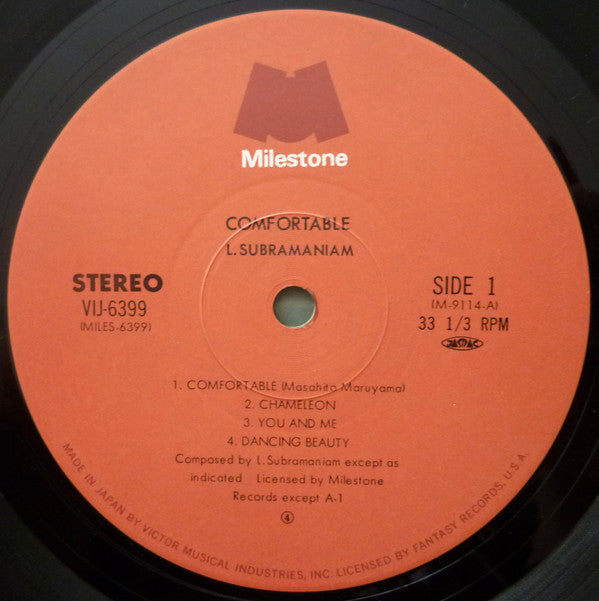 Milestone
COMFORTABLE
L. SUBRAMANIAM
STEREO
VIJ-6399
(MILES-6399)
SIDE 1
(M-9114-A)
33 1/3 RPM
JASRAC
1. COMFORTABLE (Masahito Maruyama)
2. CHAMELEON
3. YOU AND ME
4. DANCING BEAUTY
Composed by L. Subramaniam except as
indicated Licensed by Milestone
Records except A-1
④
MADE IN JAPAN BY VICTOR MUSICAL INDUSTRIES, INC. LICENSED BY FANTASY RECORDS, U.S.A.